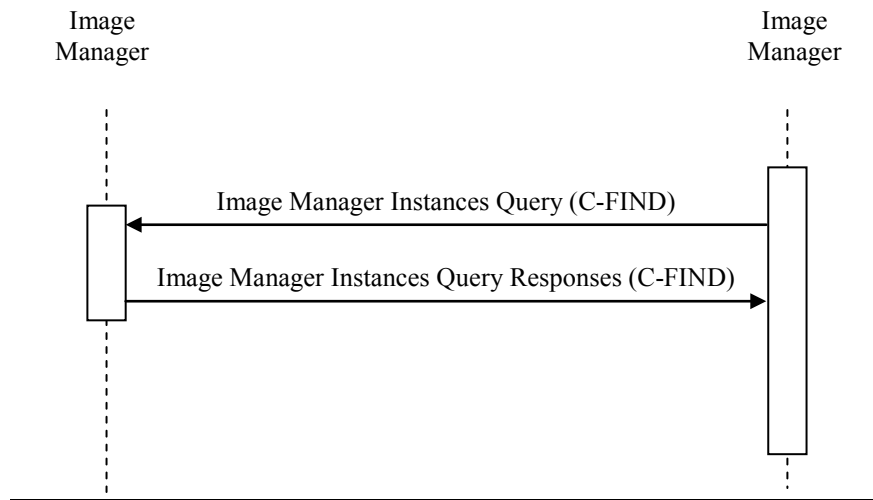 Image
Manager
Image
Manager
Image Manager Instances Query (C-FIND)
Image Manager Instances Query Responses (C-FIND)